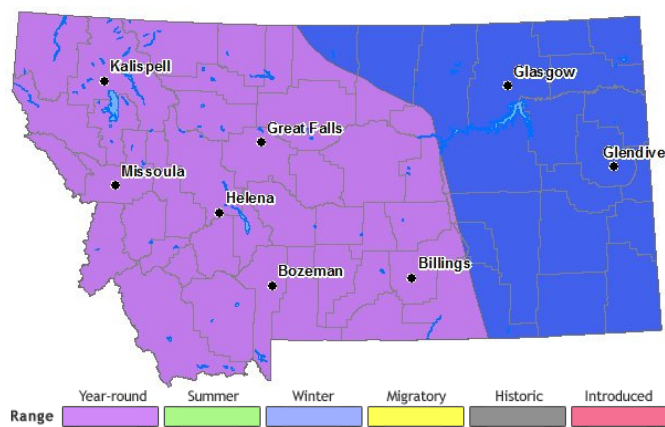 Kalispell
Glasgow
Great Falls
Glendive
Missoula
Helena
Bozeman
Billings
Year-round Summer Winter Migratory Historic Introduced
Range